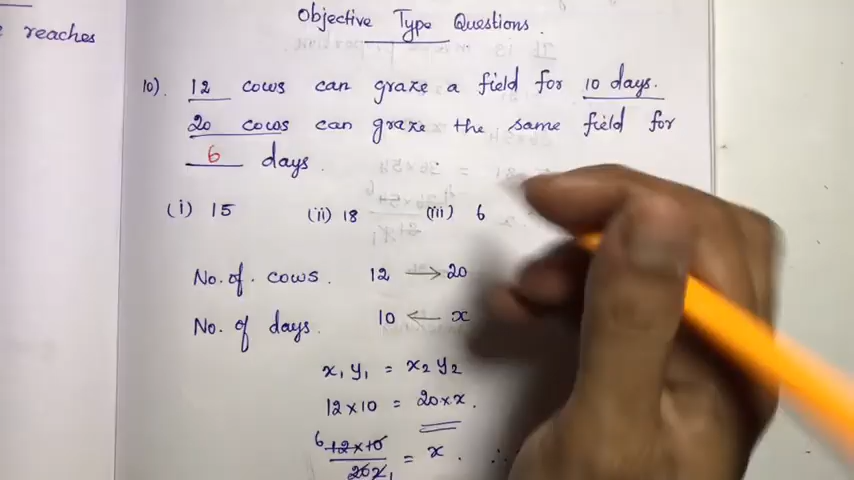 reaches
Objective Type Questions.
10). 12 cows can graze a field for 10 days.
20 cows can graze the same field for
6 days.
(i) 15 (ii) 18 (iii) 6
No. of. cows. 12 → 20
No. of days. 10 ← x
x₁ y₁ = x₂ y₂
12 × 10 = 20 × x.
6 12 × 10 = x. ∴
20 1